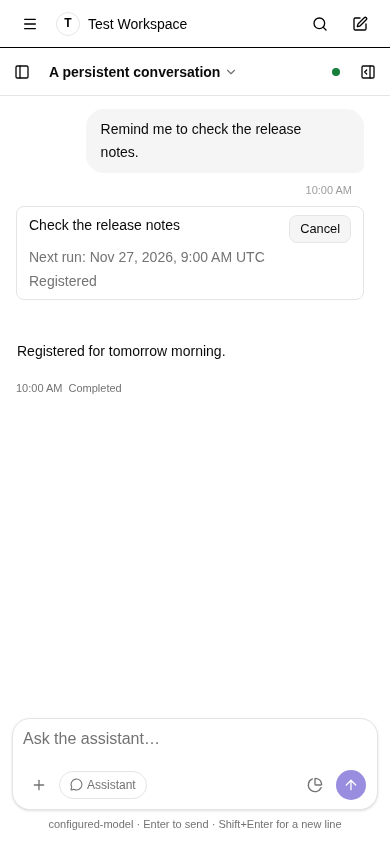 T
Test Workspace
A persistent conversation
Remind me to check the release
notes.
10:00 AM
Check the release notes
Cancel
Next run: Nov 27, 2026, 9:00 AM UTC
Registered
Registered for tomorrow morning.
10:00 AM Completed
Ask the assistant…
Assistant
configured-model · Enter to send · Shift+Enter for a new line